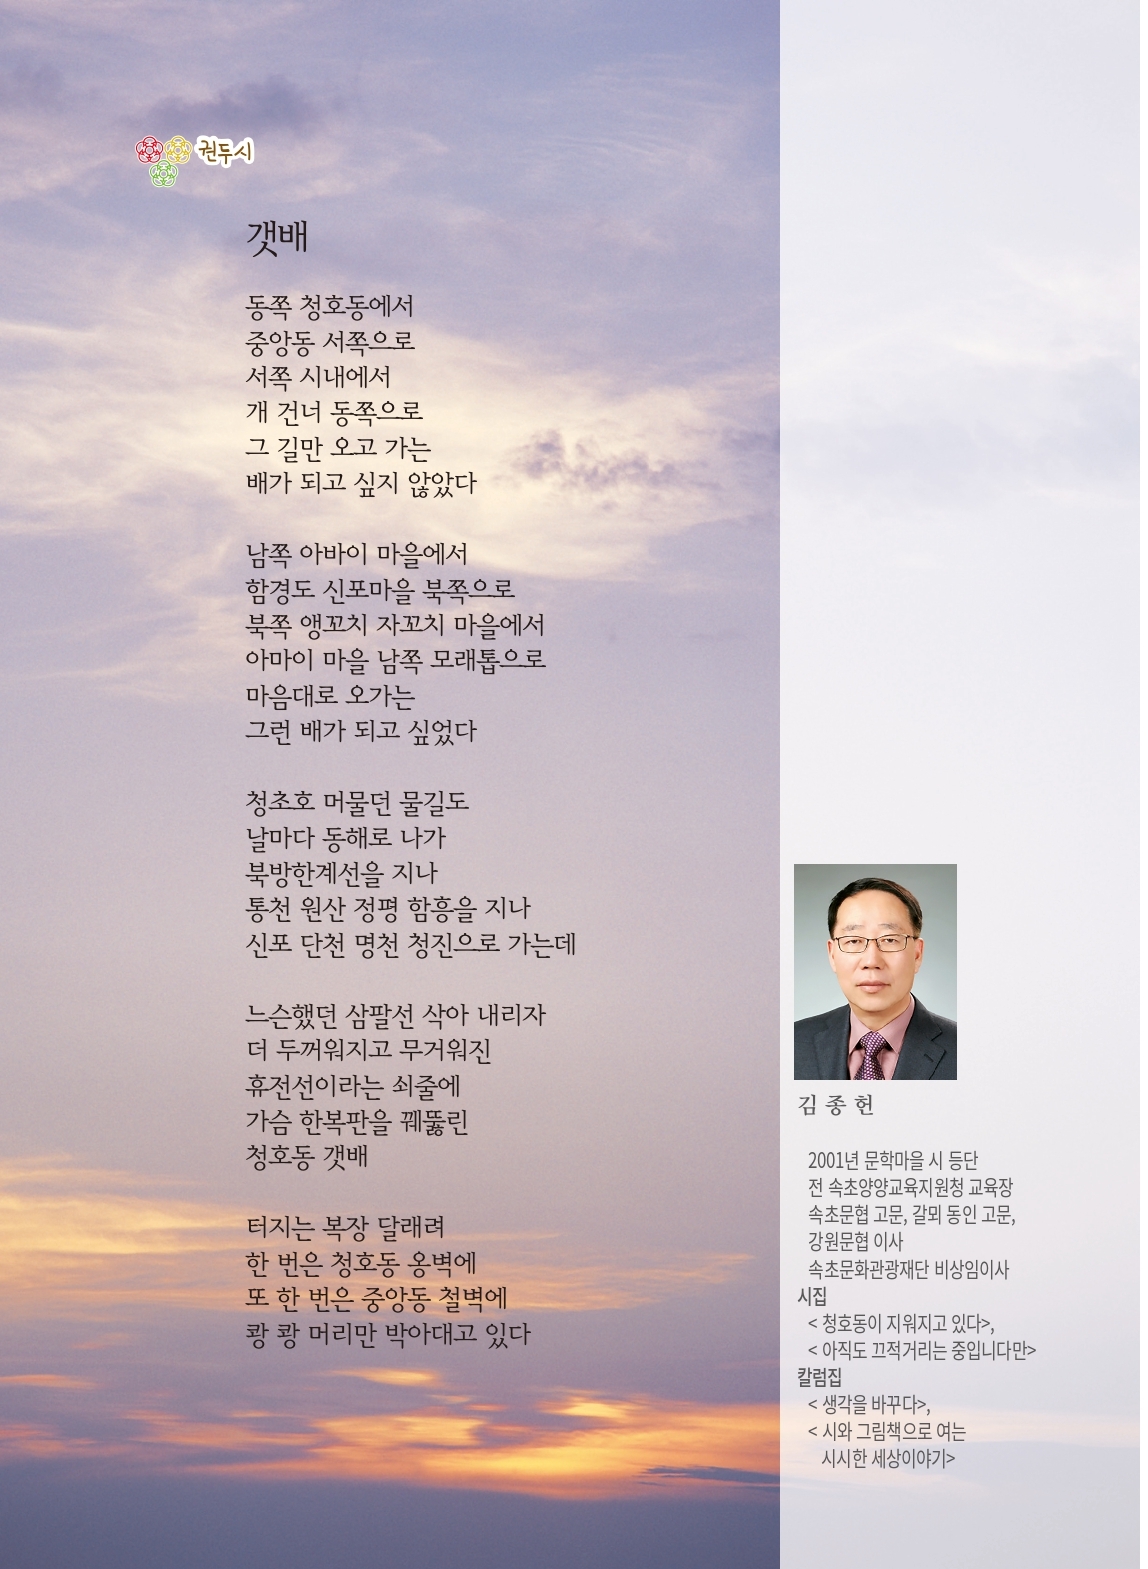 권두시
갯배
동쪽 청호동에서
중앙동 서쪽으로
서쪽 시내에서
개 건너 동쪽으로
그 길만 오고 가는
배가 되고 싶지 않았다
남쪽 아바이 마을에서
함경도 신포마을 북쪽으로
북쪽 앵꼬치 자꼬치 마을에서
아마이 마을 남쪽 모래톱으로
마음대로 오가는
그런 배가 되고 싶었다
청초호 머물던 물길도
날마다 동해로 나가
북방한계선을 지나
통천 원산 정평 함흥을 지나
신포 단천 명천 청진으로 가는데
느슨했던 삼팔선 삭아 내리자
더 두꺼워지고 무거워진
휴전선이라는 쇠줄에
가슴 한복판을 꿰뚫린
청호동 갯배
터지는 복장 달래려
한 번은 청호동 옹벽에
또 한 번은 중앙동 철벽에
쾅 쾅 머리만 박아대고 있다
김 종 헌
2001년 문학마을 시 등단
전 속초양양교육지원청 교육장
속초문협 고문, 갈뫼 동인 고문,
강원문협 이사
속초문화관광재단 비상임이사
시집
< 청호동이 지워지고 있다>,
< 아직도 끄적거리는 중입니다만>
칼럼집
< 생각을 바꾸다>,
< 시와 그림책으로 여는
시시한 세상이야기>